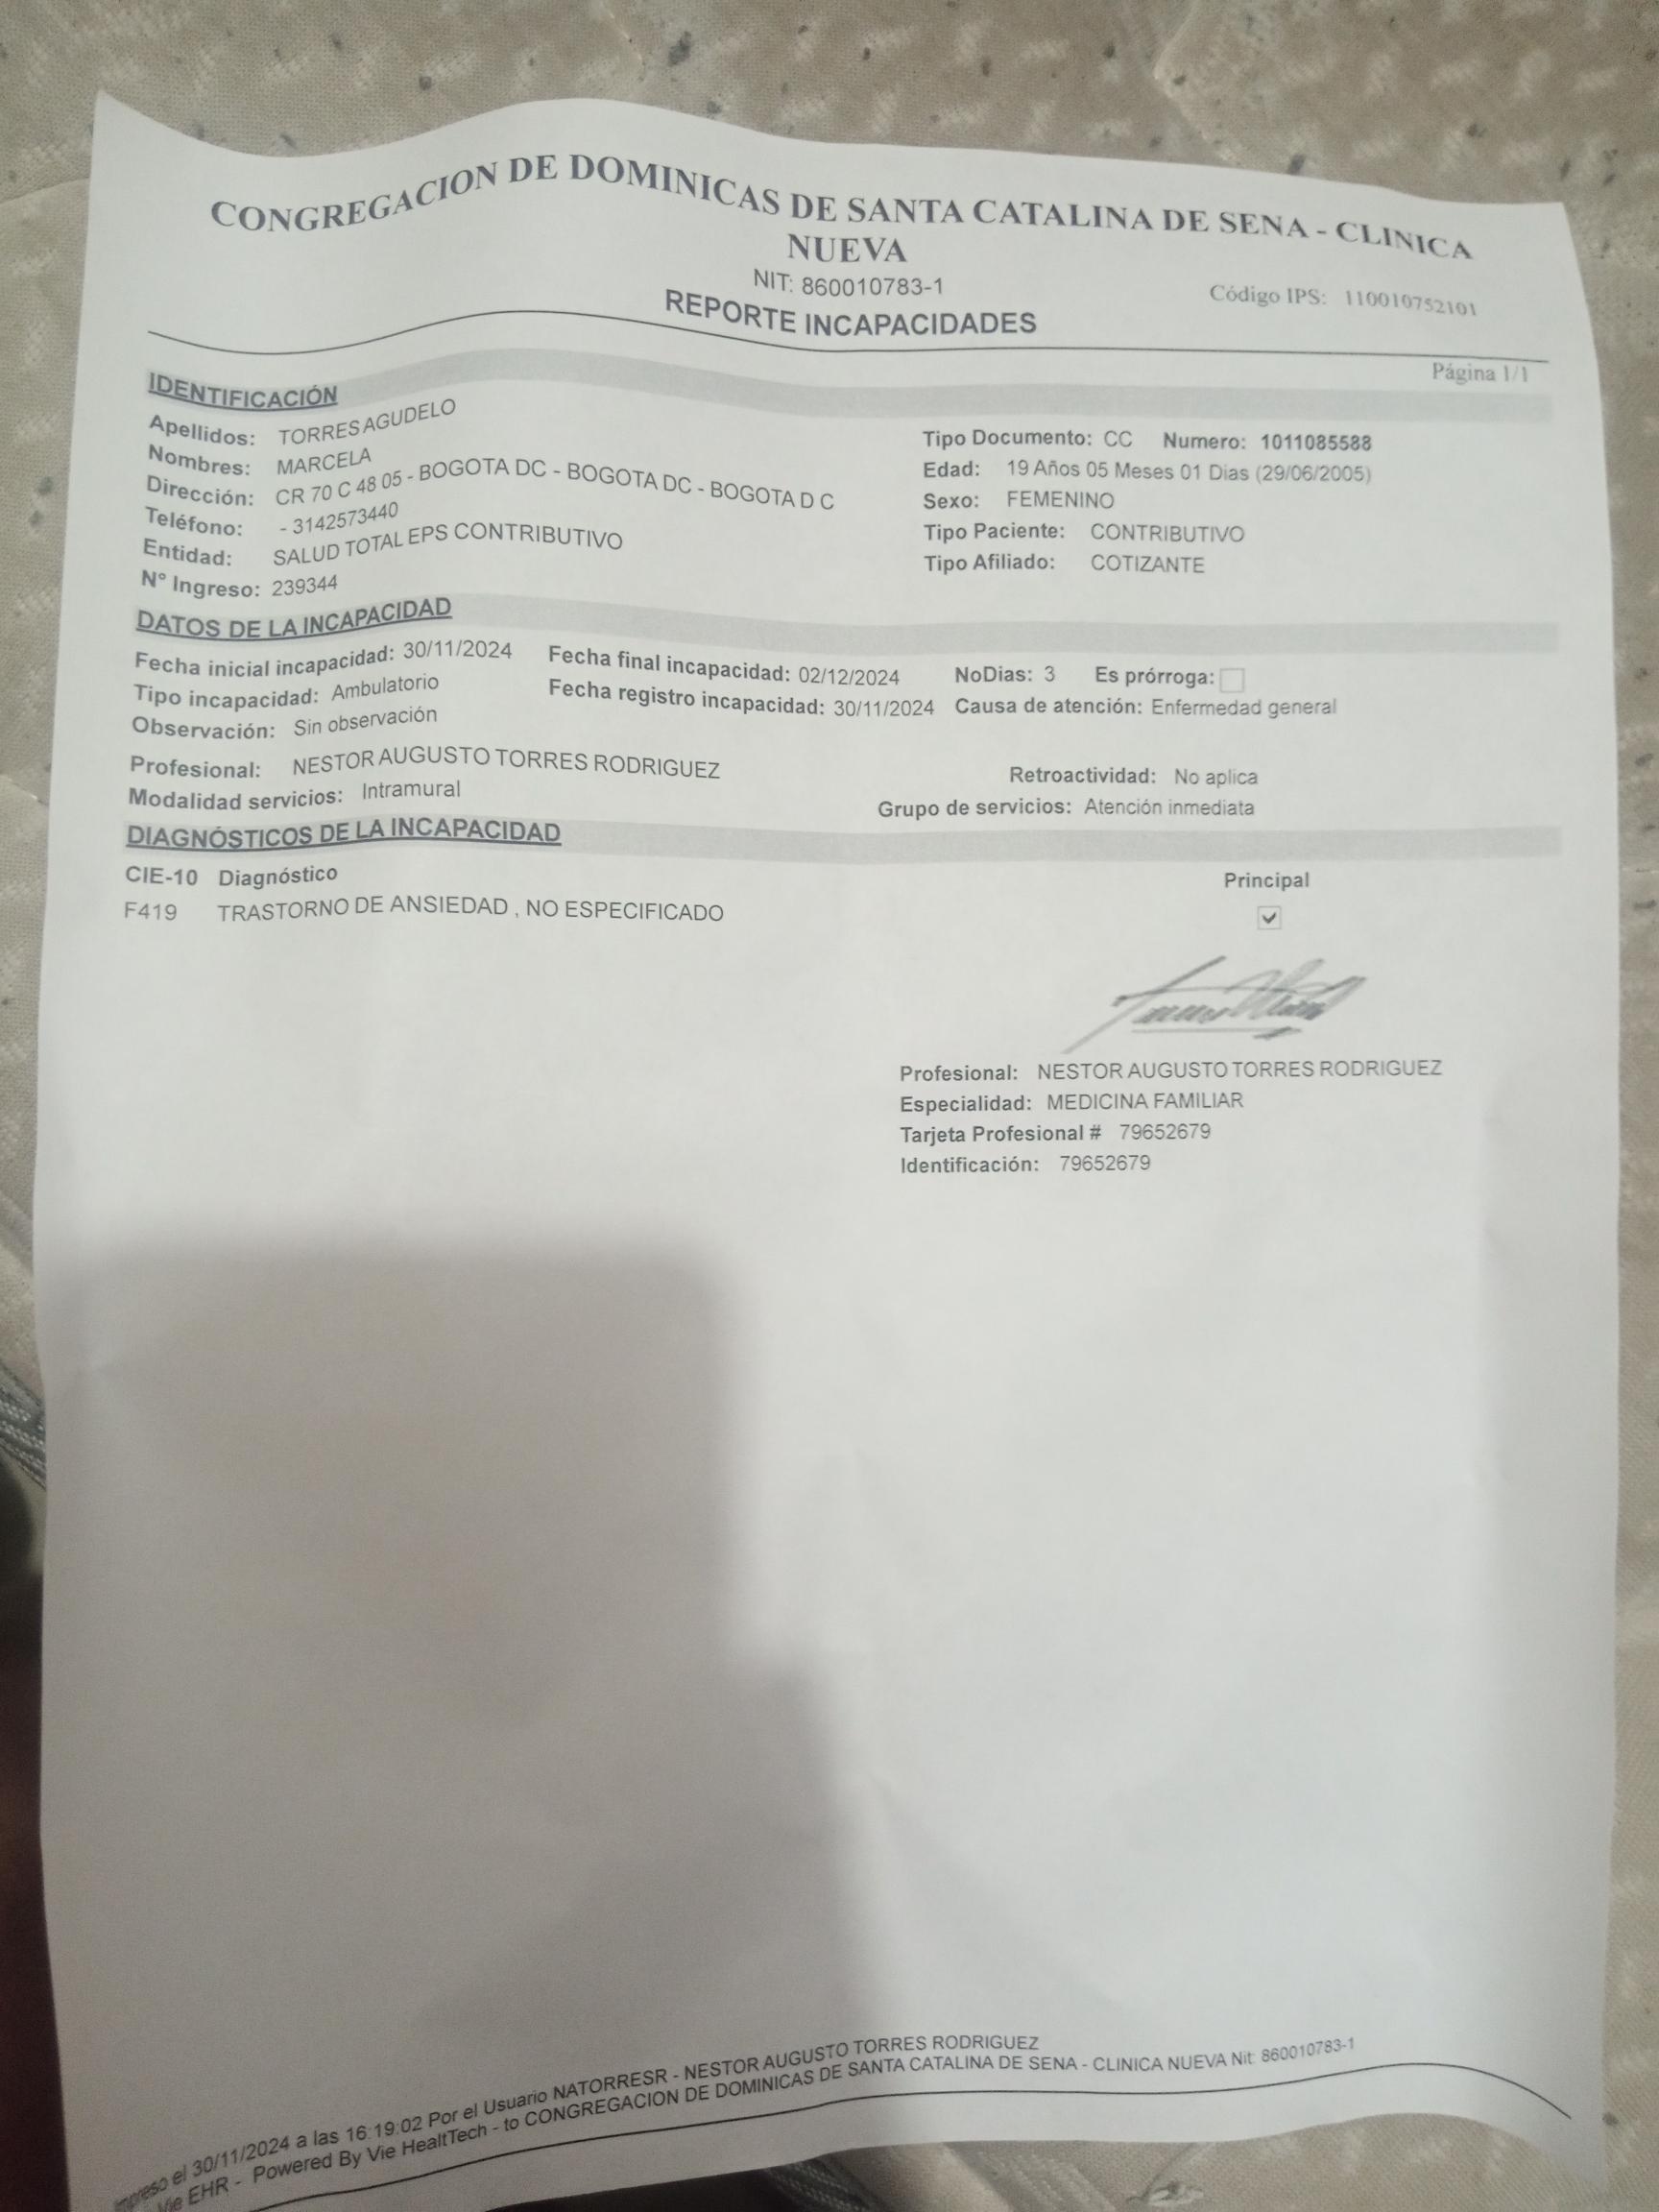 CONGREGACION DE DOMINICAS DE SANTA CATALINA DE SENA - CLINICA
NUEVA
NIT: 860010783-1
Código IPS: 110010752101
REPORTE INCAPACIDADES
Página 1/1
IDENTIFICACIÓN
Apellidos: TORRES AGUDELO
Tipo Documento: CC Numero: 1011085588
Nombres: MARCELA
Edad: 19 Años 05 Meses 01 Dias (29/06/2005)
Dirección: CR 70 C 48 05 - BOGOTA DC - BOGOTA DC - BOGOTA D C
Sexo: FEMENINO
Teléfono: - 3142573440
Tipo Paciente: CONTRIBUTIVO
Entidad: SALUD TOTAL EPS CONTRIBUTIVO
Tipo Afiliado: COTIZANTE
N° Ingreso: 239344
DATOS DE LA INCAPACIDAD
Fecha inicial incapacidad: 30/11/2024 Fecha final incapacidad: 02/12/2024 NoDias: 3 Es prórroga:
Tipo incapacidad: Ambulatorio Fecha registro incapacidad: 30/11/2024 Causa de atención: Enfermedad general
Observación: Sin observación
Profesional: NESTOR AUGUSTO TORRES RODRIGUEZ Retroactividad: No aplica
Modalidad servicios: Intramural Grupo de servicios: Atención inmediata
DIAGNÓSTICOS DE LA INCAPACIDAD
CIE-10 Diagnóstico Principal
F419 TRASTORNO DE ANSIEDAD , NO ESPECIFICADO
Profesional: NESTOR AUGUSTO TORRES RODRIGUEZ
Especialidad: MEDICINA FAMILIAR
Tarjeta Profesional # 79652679
Identificación: 79652679
Impreso el 30/11/2024 a las 16:19:02 Por el Usuario NATORRESR - NESTOR AUGUSTO TORRES RODRIGUEZ
Vie EHR - Powered By Vie HealtTech - to CONGREGACION DE DOMINICAS DE SANTA CATALINA DE SENA - CLINICA NUEVA Nit: 860010783-1